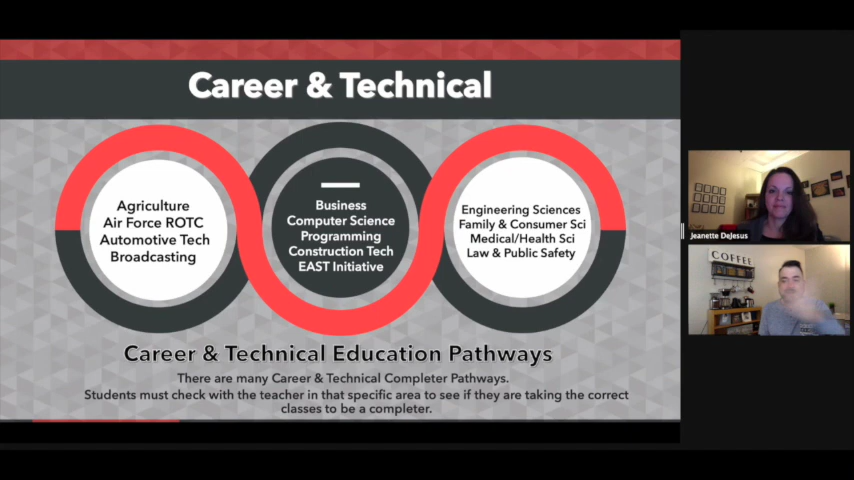 Career & Technical
Agriculture
Air Force ROTC
Automotive Tech
Broadcasting
Business
Computer Science
Programming
Construction Tech
EAST Initiative
Engineering Sciences
Family & Consumer Sci
Medical/Health Sci
Law & Public Safety
Career & Technical Education Pathways
There are many Career & Technical Completer Pathways.
Students must check with the teacher in that specific area to see if they are taking the correct
classes to be a completer.
Jeanette DeJesus
COFFEE